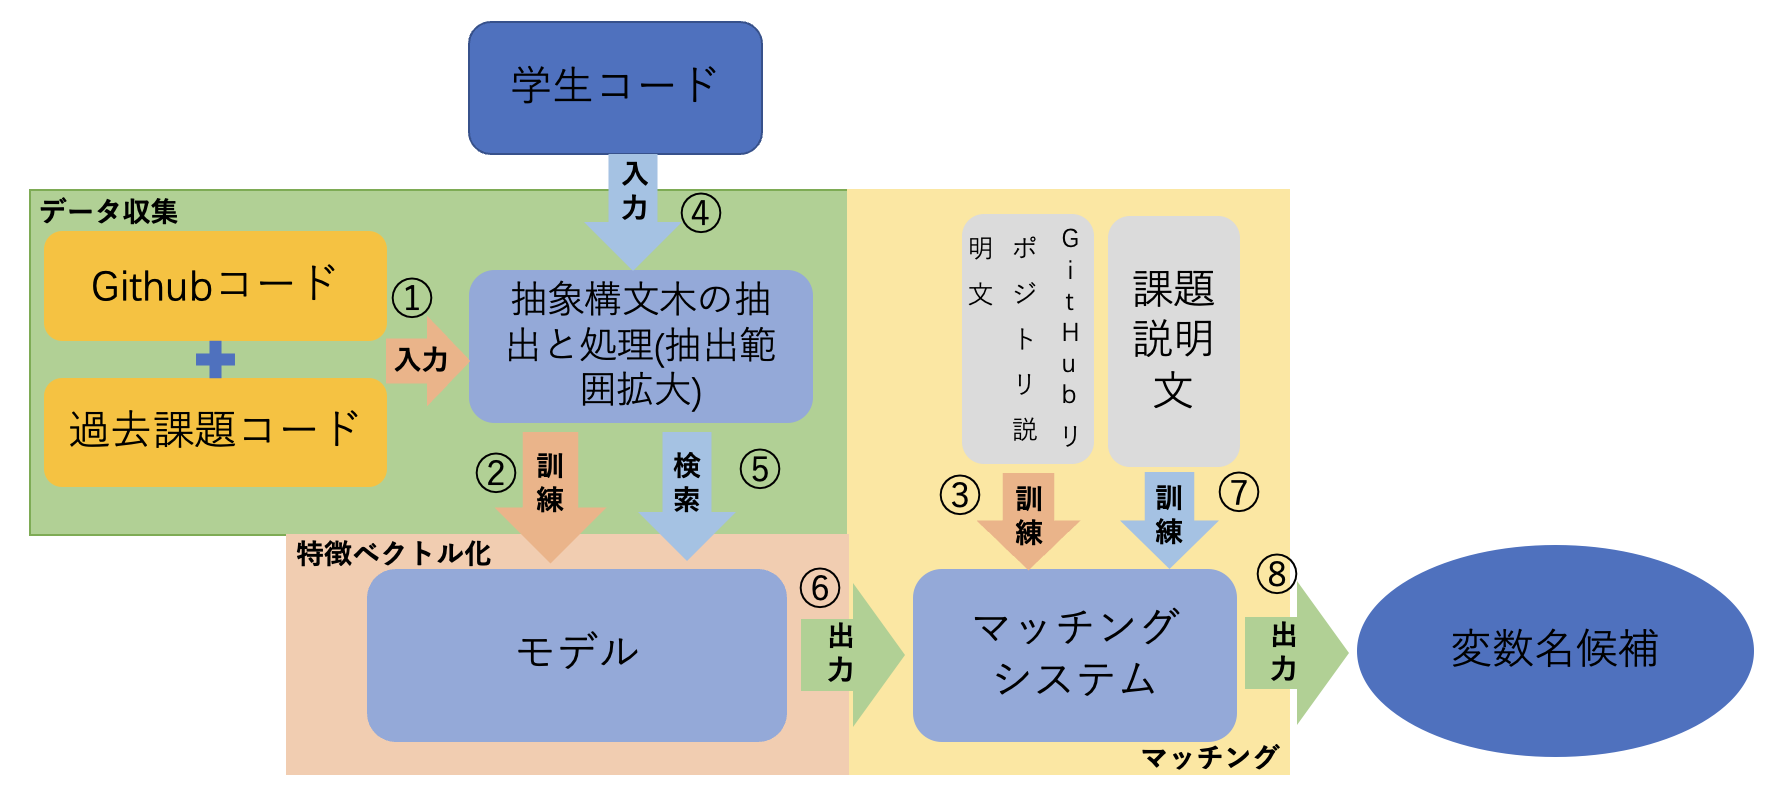 学生コード
入力
④
データ収集
Githubコード
①
入力
過去課題コード
抽象構文木の抽
出と処理(抽出範
囲拡大)
②
訓練
検索
⑤
GitHubリ
ポジトリ説
明文
課題
説明
文
③
訓練
訓練
⑦
特徴ベクトル化
モデル
⑥
出力
マッチング
システム
⑧
出力
変数名候補
マッチング